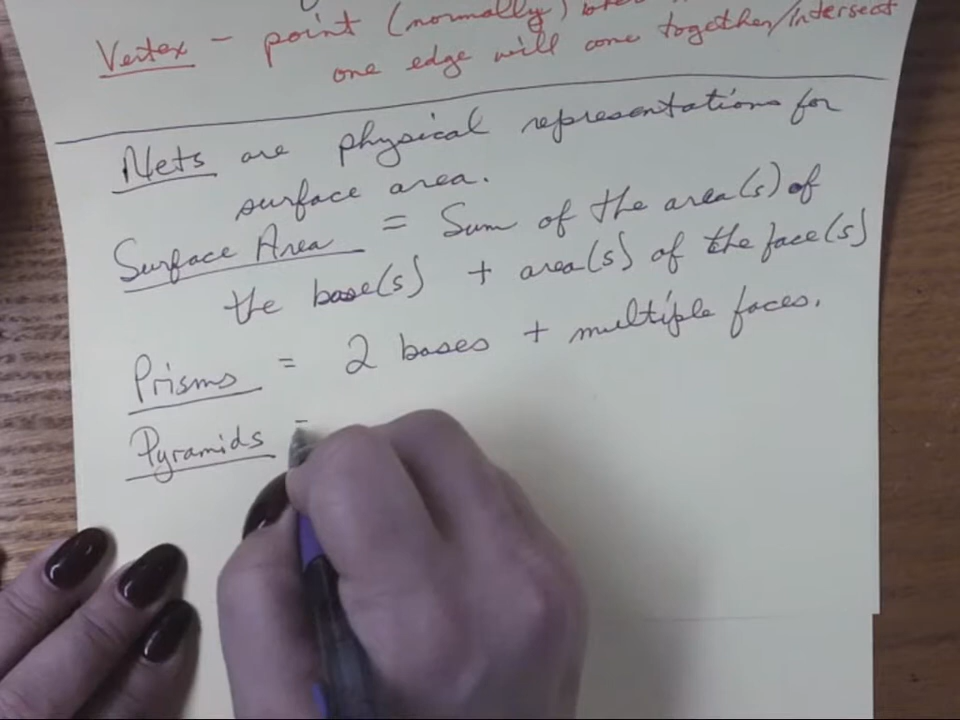 Vertex - point (normally)
one edge will come together/intersect
Nets are physical representations for
surface area.
Surface Area = Sum of the area(s) of
the base(s) + area(s) of the face(s)
Prisms = 2 bases + multiple faces.
Pyramids